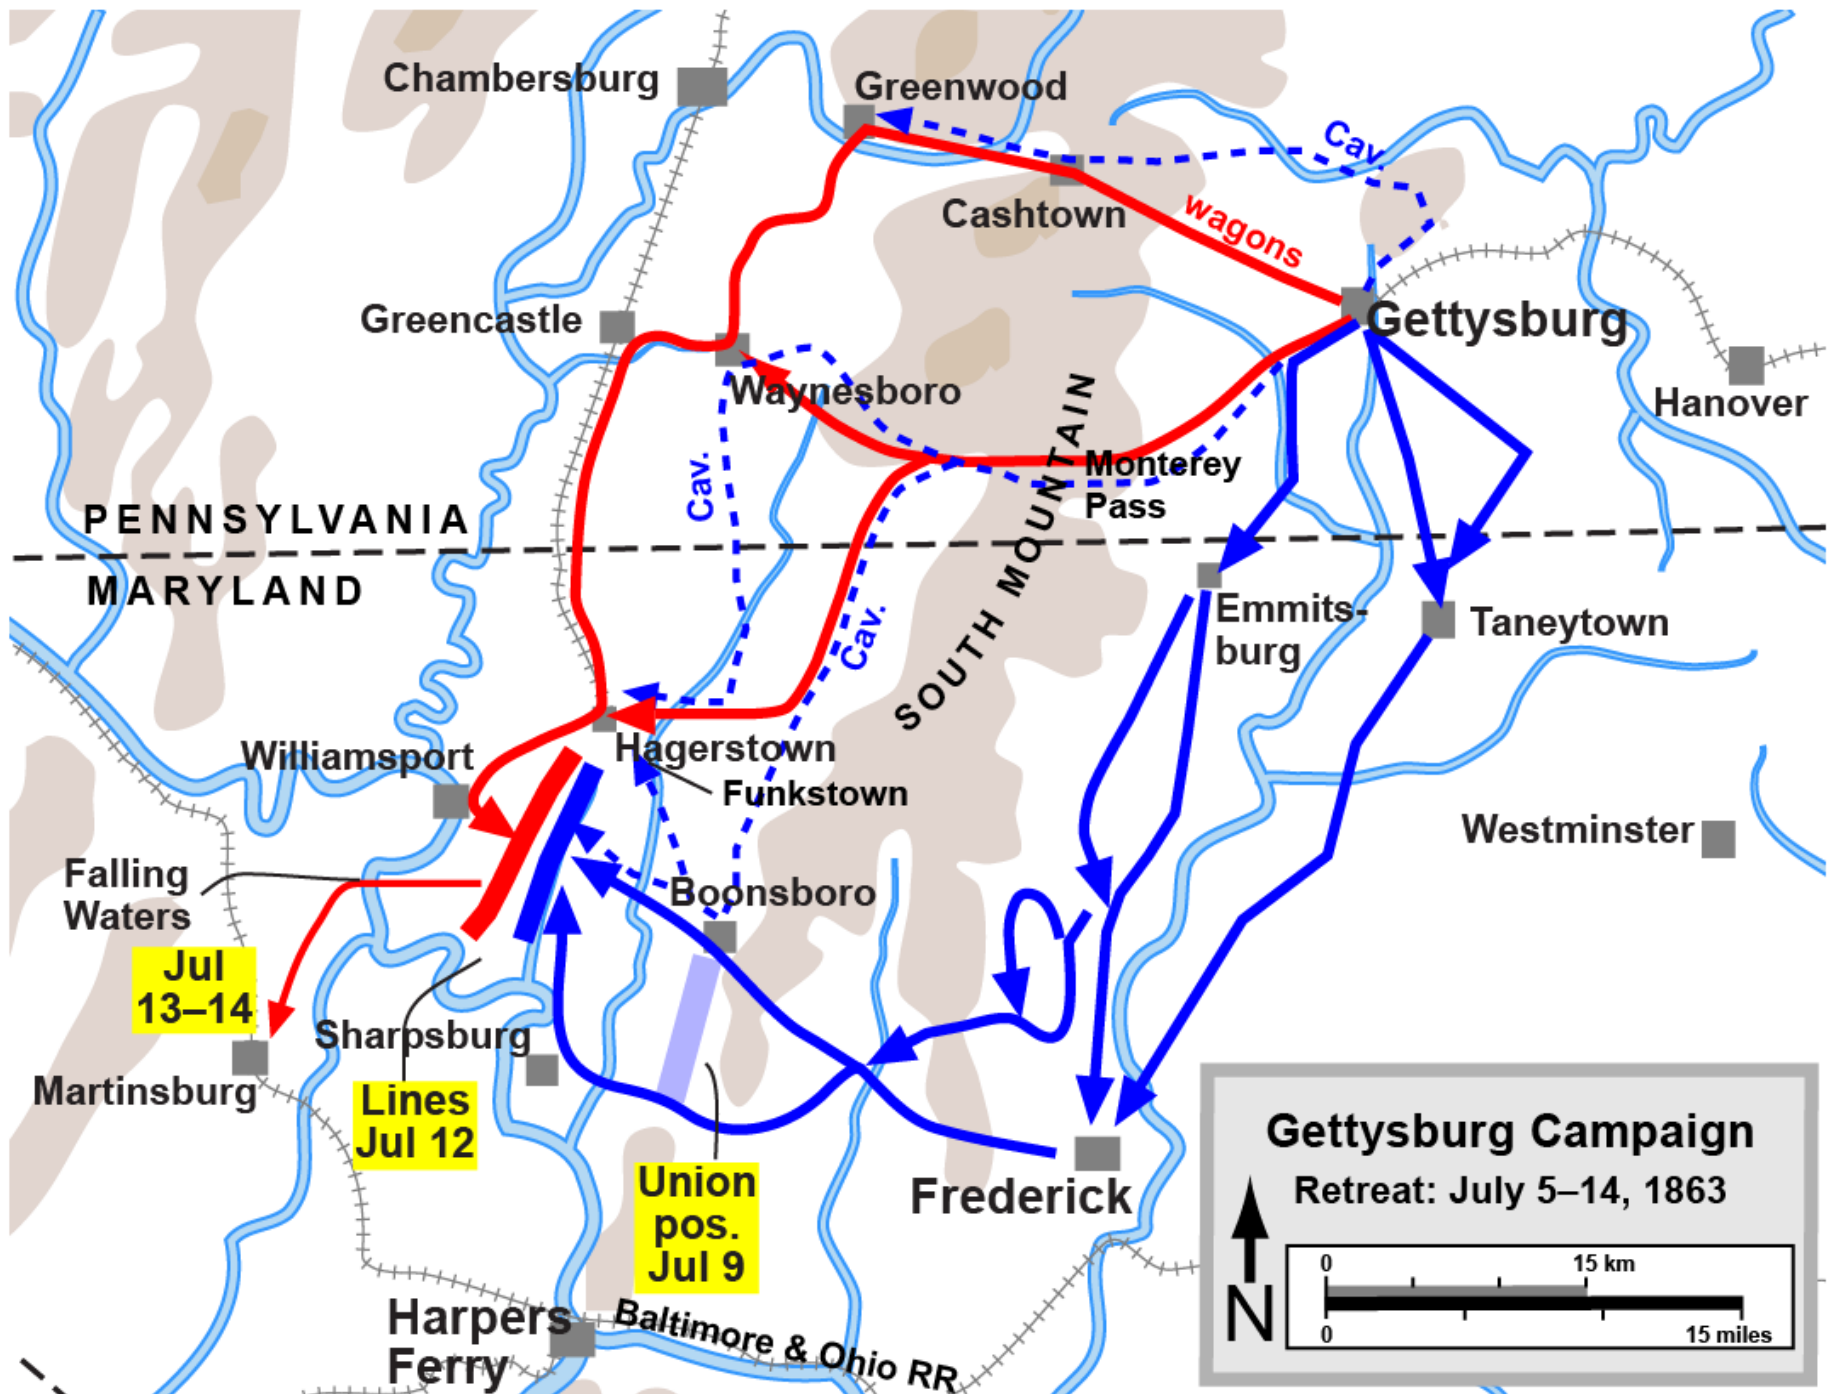 Chambersburg
Greenwood
Cav.
Cashtown
wagons
Greencastle
Gettysburg
Waynesboro
Hanover
Cav.
Monterey
Pass
SOUTH MOUNTAIN
PENNSYLVANIA
MARYLAND
Cav.
Emmits-
burg
Taneytown
Hagerstown
Williamsport
Funkstown
Westminster
Falling
Waters
Boonsboro
Jul
13–14
Sharpsburg
Martinsburg
Lines
Jul 12
Union
pos.
Jul 9
Frederick
Harpers
Ferry
Baltimore & Ohio RR
Gettysburg Campaign
Retreat: July 5–14, 1863
N
0 15 km
0 15 miles